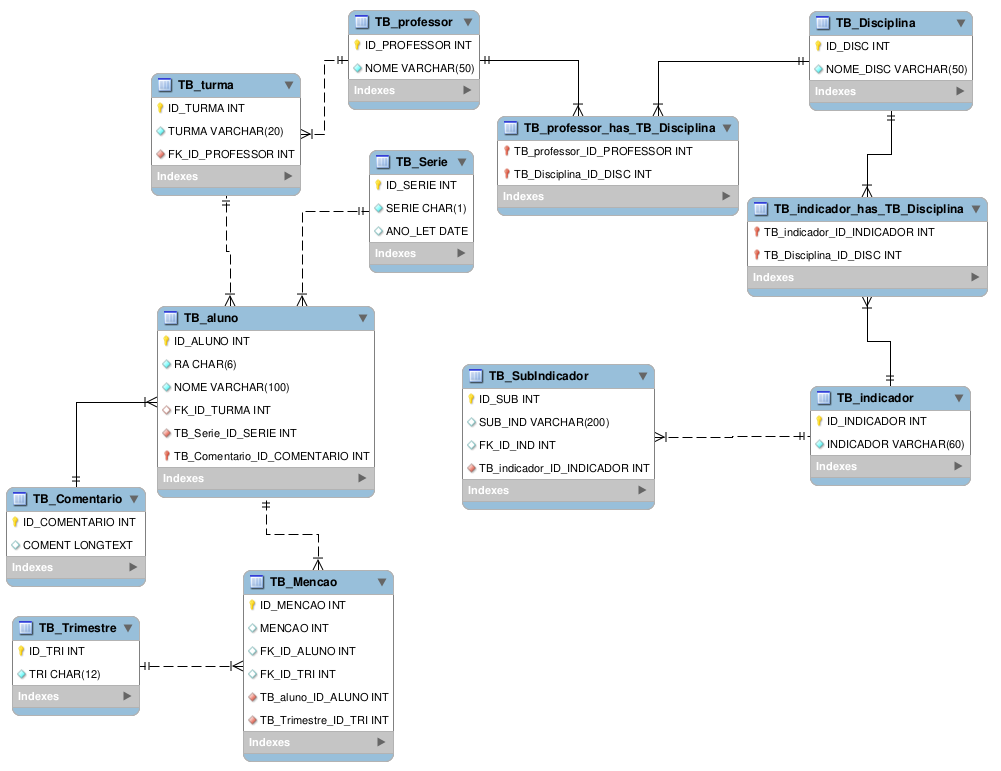 TB_professor
ID_PROFESSOR INT
NOME VARCHAR(50)
Indexes
TB_Disciplina
ID_DISC INT
NOME_DISC VARCHAR(50)
Indexes
TB_turma
ID_TURMA INT
TURMA VARCHAR(20)
FK_ID_PROFESSOR INT
Indexes
TB_professor_has_TB_Disciplina
TB_professor_ID_PROFESSOR INT
TB_Disciplina_ID_DISC INT
Indexes
TB_Serie
ID_SERIE INT
SERIE CHAR(1)
ANO_LET DATE
Indexes
TB_indicador_has_TB_Disciplina
TB_indicador_ID_INDICADOR INT
TB_Disciplina_ID_DISC INT
Indexes
TB_aluno
ID_ALUNO INT
RA CHAR(6)
NOME VARCHAR(100)
FK_ID_TURMA INT
TB_Serie_ID_SERIE INT
TB_Comentario_ID_COMENTARIO INT
Indexes
TB_SubIndicador
ID_SUB INT
SUB_IND VARCHAR(200)
FK_ID_IND INT
TB_indicador_ID_INDICADOR INT
Indexes
TB_indicador
ID_INDICADOR INT
INDICADOR VARCHAR(60)
Indexes
TB_Comentario
ID_COMENTARIO INT
COMENT LONGTEXT
Indexes
TB_Mencao
ID_MENCAO INT
MENCAO INT
FK_ID_ALUNO INT
FK_ID_TRI INT
TB_aluno_ID_ALUNO INT
TB_Trimestre_ID_TRI INT
Indexes
TB_Trimestre
ID_TRI INT
TRI CHAR(12)
Indexes